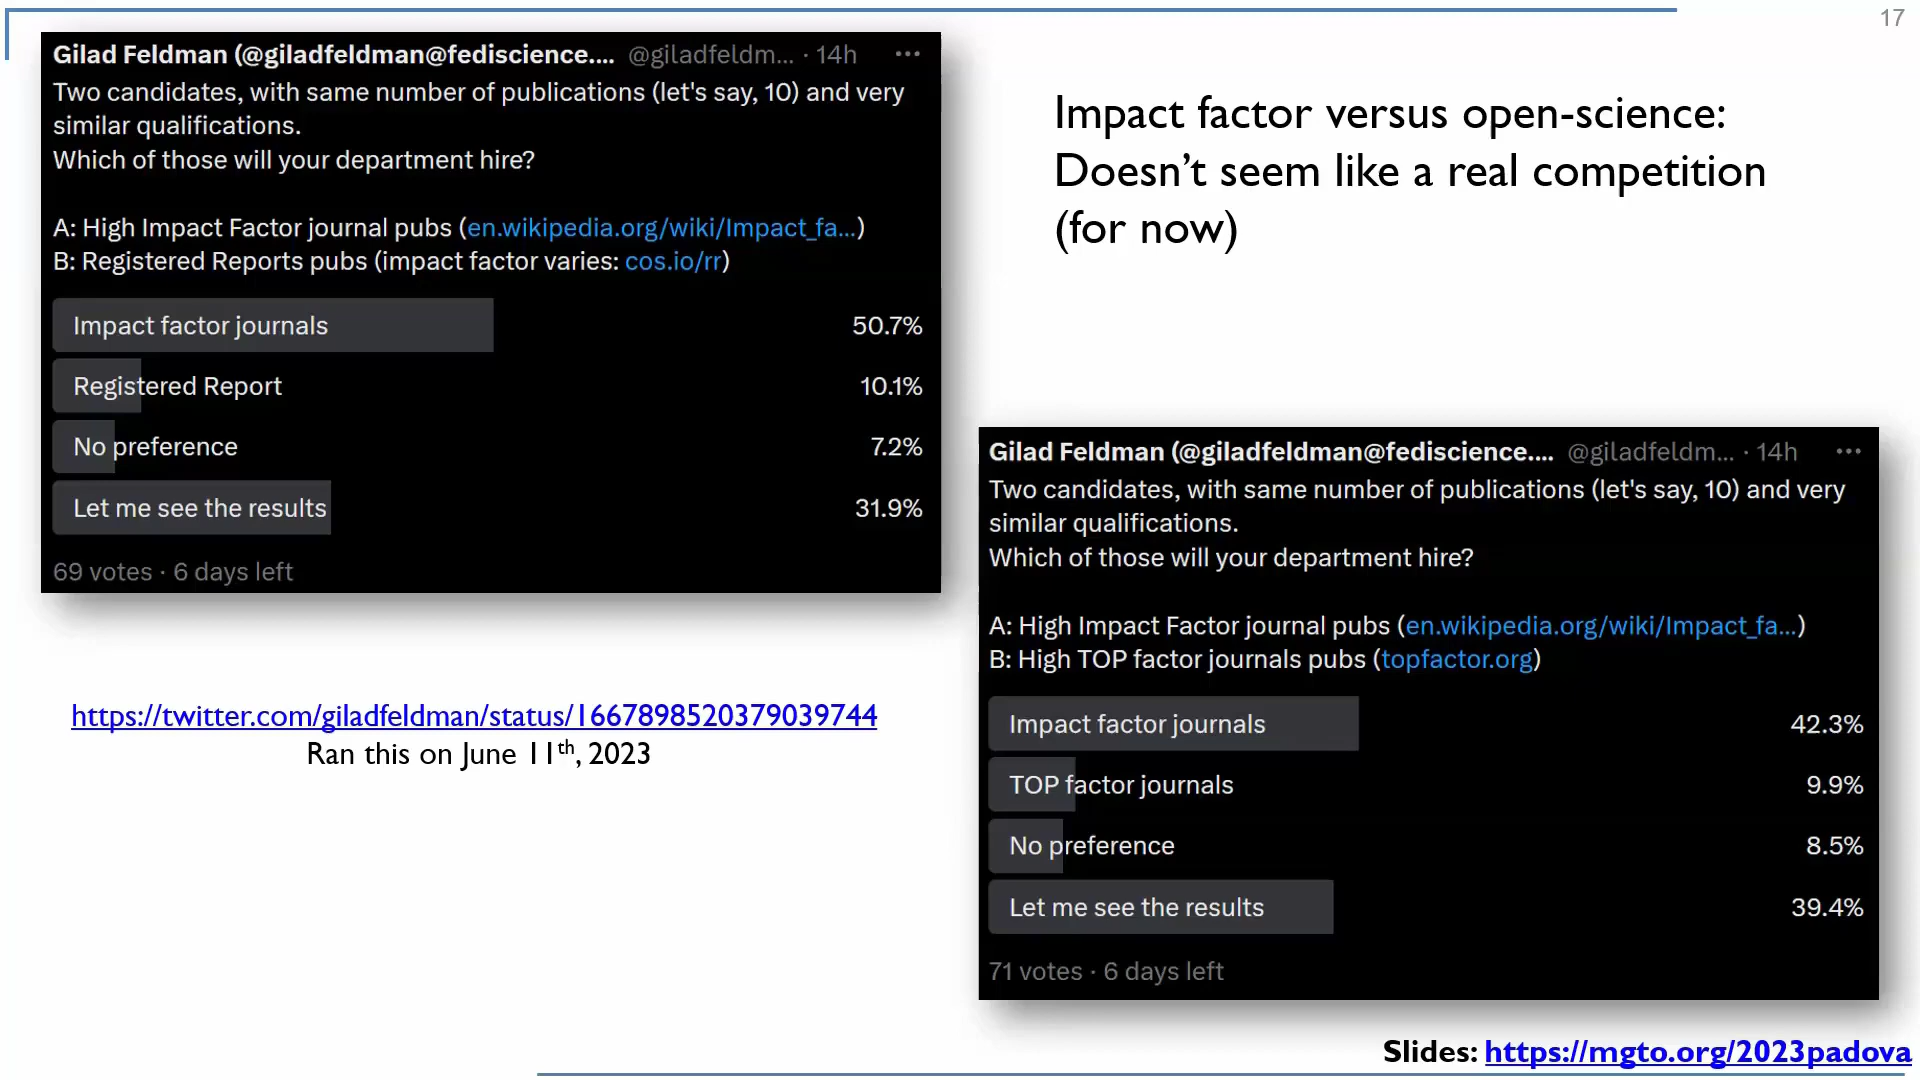 17
Gilad Feldman (@giladfeldman@fediscience.... @giladfeldm... · 14h ...
Two candidates, with same number of publications (let's say, 10) and very
similar qualifications.
Which of those will your department hire?
A: High Impact Factor journal pubs (en.wikipedia.org/wiki/Impact_fa...)
B: Registered Reports pubs (impact factor varies: cos.io/rr)
Impact factor journals 50.7%
Registered Report 10.1%
No preference 7.2%
Let me see the results 31.9%
69 votes · 6 days left
Impact factor versus open-science:
Doesn’t seem like a real competition
(for now)
https://twitter.com/giladfeldman/status/1667898520379039744
Ran this on June 11th, 2023
Gilad Feldman (@giladfeldman@fediscience.... @giladfeldm... · 14h ...
Two candidates, with same number of publications (let's say, 10) and very
similar qualifications.
Which of those will your department hire?
A: High Impact Factor journal pubs (en.wikipedia.org/wiki/Impact_fa...)
B: High TOP factor journals pubs (topfactor.org)
Impact factor journals 42.3%
TOP factor journals 9.9%
No preference 8.5%
Let me see the results 39.4%
71 votes · 6 days left
Slides: https://mgto.org/2023padova